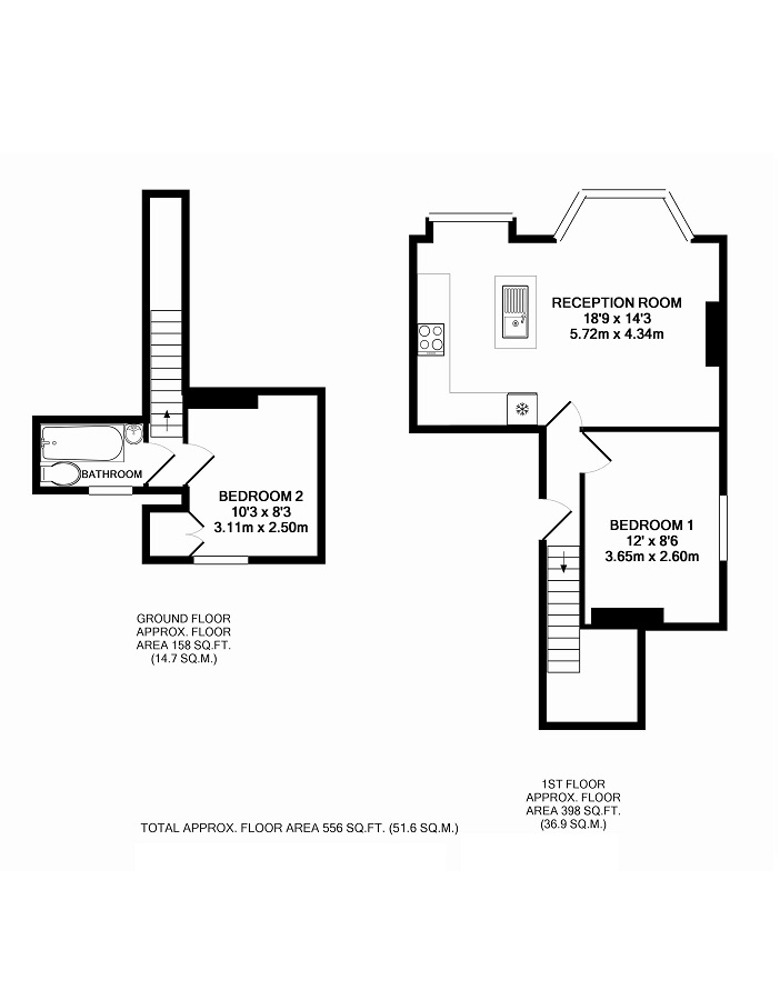 RECEPTION ROOM
18'9 x 14'3
5.72m x 4.34m
BATHROOM
BEDROOM 2
10'3 x 8'3
3.11m x 2.50m
BEDROOM 1
12' x 8'6
3.65m x 2.60m
GROUND FLOOR
APPROX. FLOOR
AREA 158 SQ.FT.
(14.7 SQ.M.)
1ST FLOOR
APPROX. FLOOR
AREA 398 SQ.FT.
(36.9 SQ.M.)
TOTAL APPROX. FLOOR AREA 556 SQ.FT. (51.6 SQ.M.)